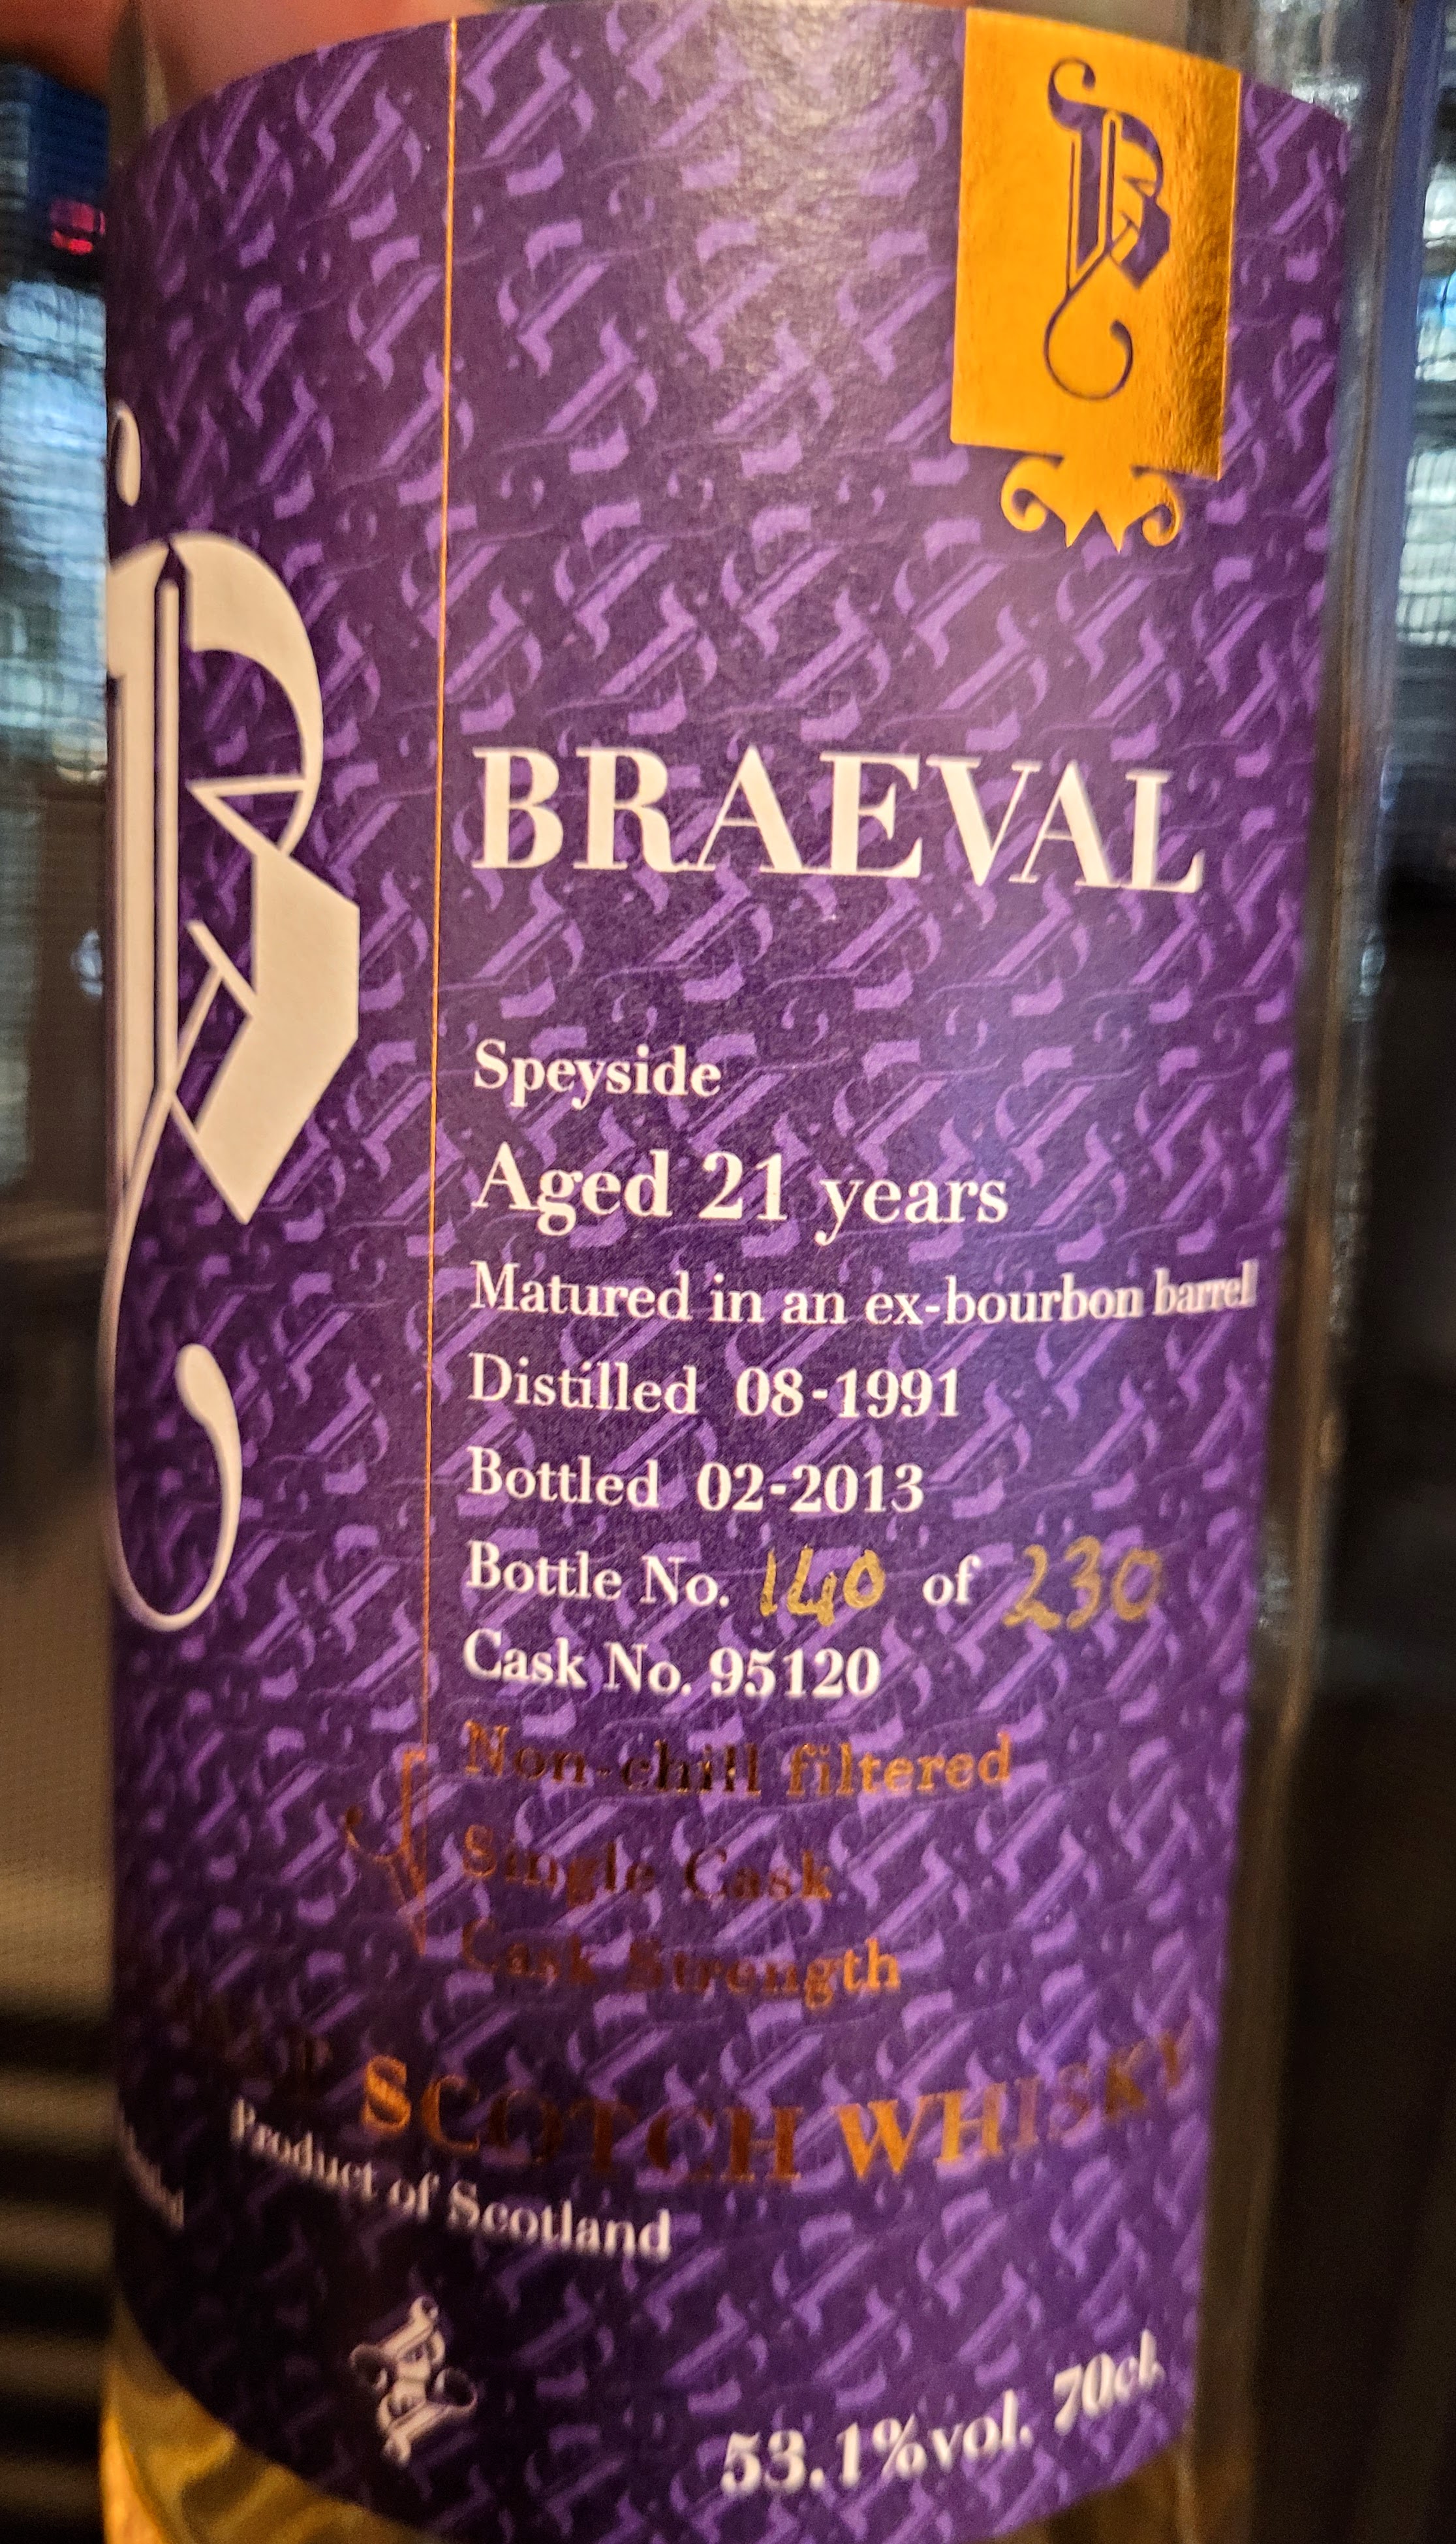 B
B
BRAEVAL
Speyside
Aged 21 years
Matured in an ex-bourbon barrel
Distilled 08-1991
Bottled 02-2013
Bottle No. 140 of 230
Cask No. 95120
Non-chill filtered
Single Cask
Cask Strength
SCOTCH WHISKY
Product of Scotland
53.1%vol. 70cl.